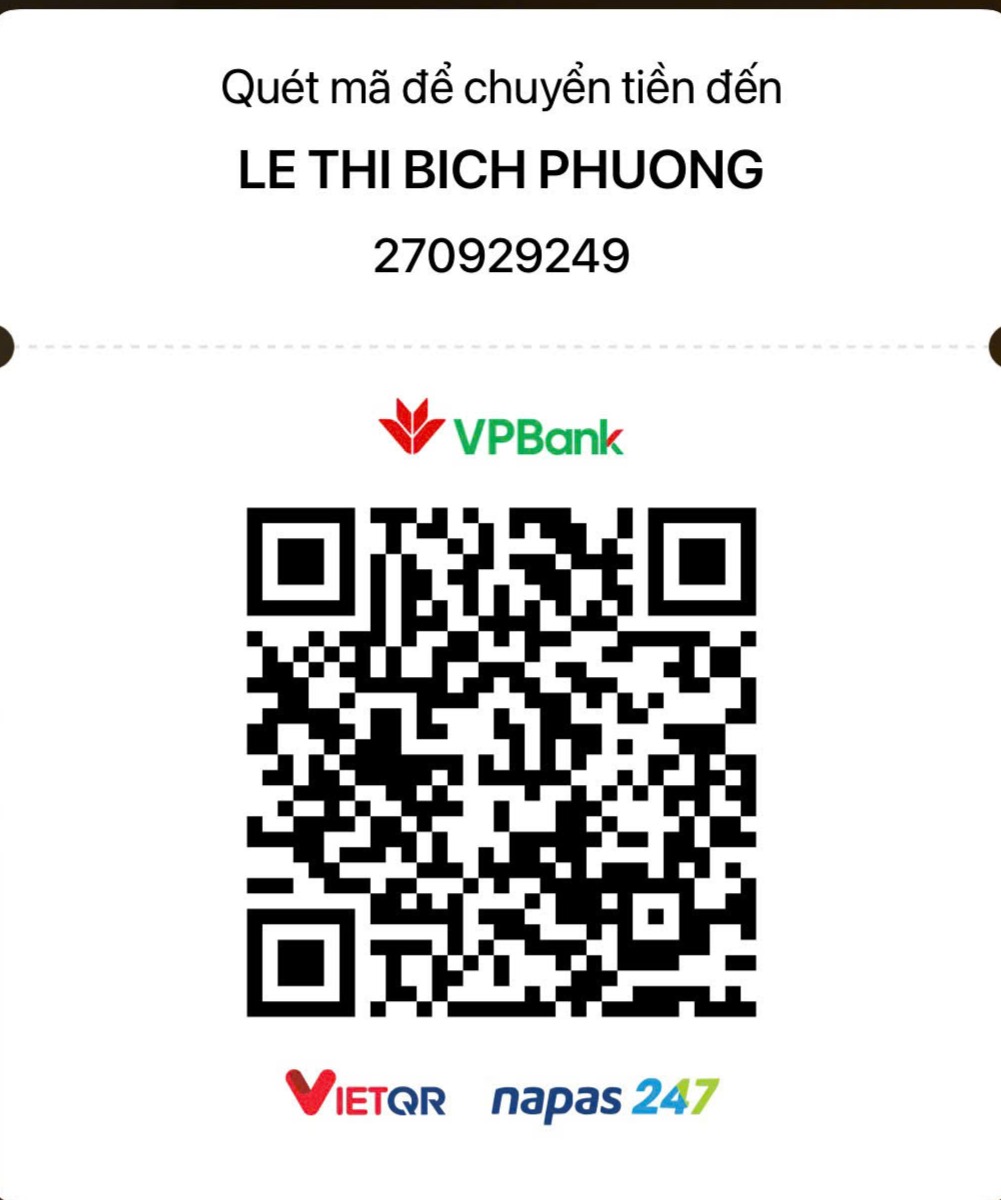 Quét mã để chuyển tiền đến
LE THI BICH PHUONG
270929249
VPBank
VIETQR napas 247